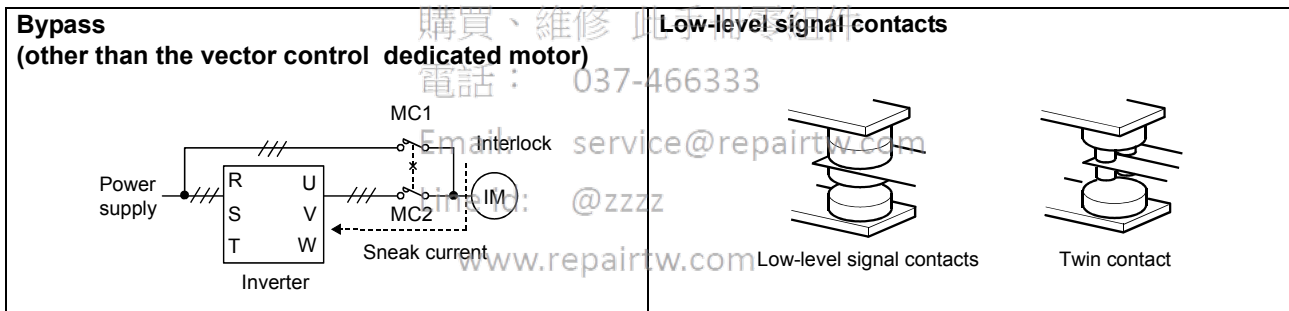 Bypass
(other than the vector control dedicated motor)
Low-level signal contacts
購買、維修 此手冊零組件
電話： 037-466333
Email: service@repairtw.com
Line id: @zzzz
www.repairtw.com
MC1
Interlock
Power
supply
R
S
T
U
V
W
MC2
IM
Sneak current
Inverter
Low-level signal contacts
Twin contact